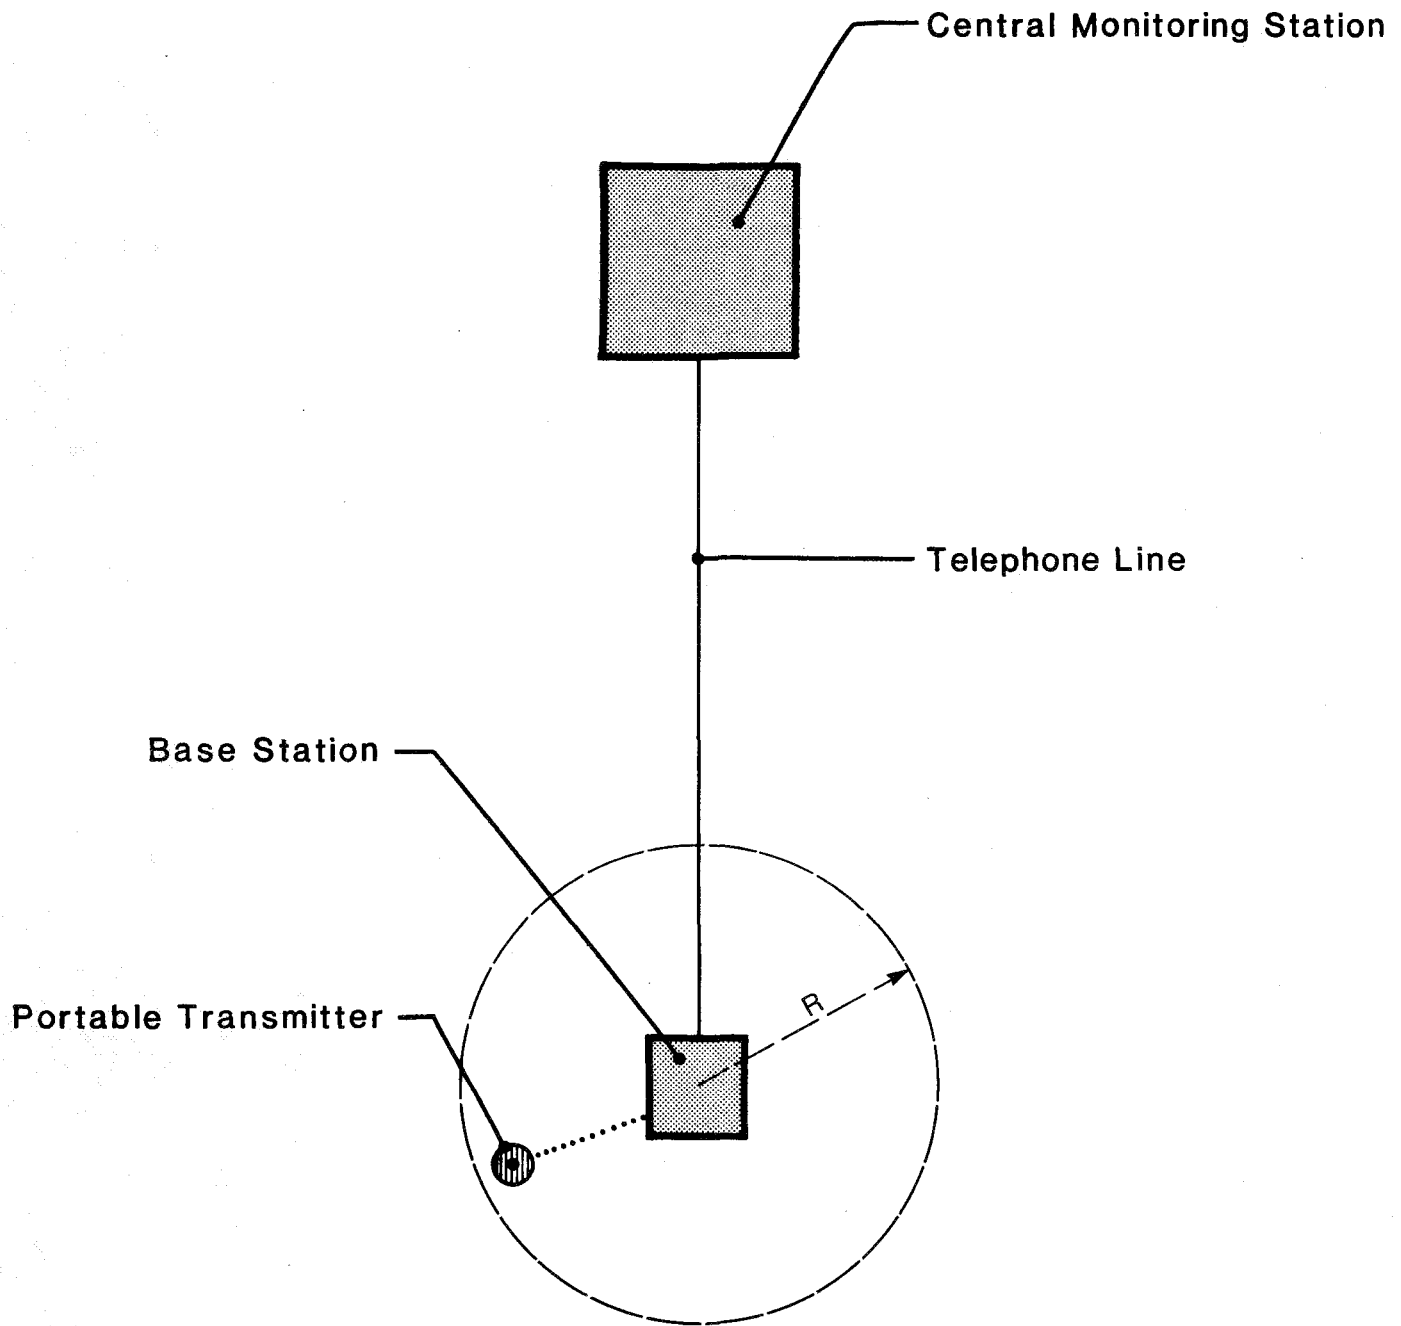 Central Monitoring Station
Telephone Line
Base Station
R
Portable Transmitter